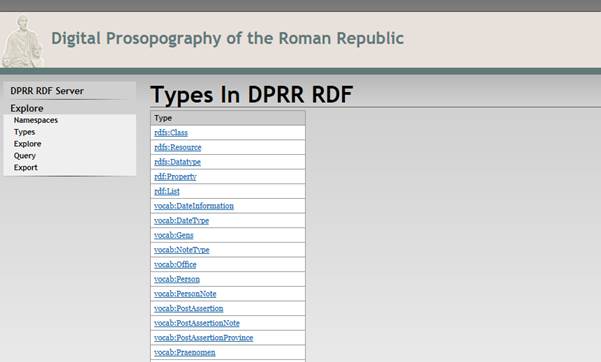 Digital Prosopography of the Roman Republic
DPRR RDF Server
Explore
Namespaces
Types
Explore
Query
Export
Types In DPRR RDF
Type
rdfs:Class
rdfs:Resource
rdfs:Datatype
rdf:Property
rdf:List
vocab:DateInformation
vocab:DateType
vocab:Gens
vocab:NoteType
vocab:Office
vocab:Person
vocab:PersonNote
vocab:PostAssertion
vocab:PostAssertionNote
vocab:PostAssertionProvince
vocab:Praenomen